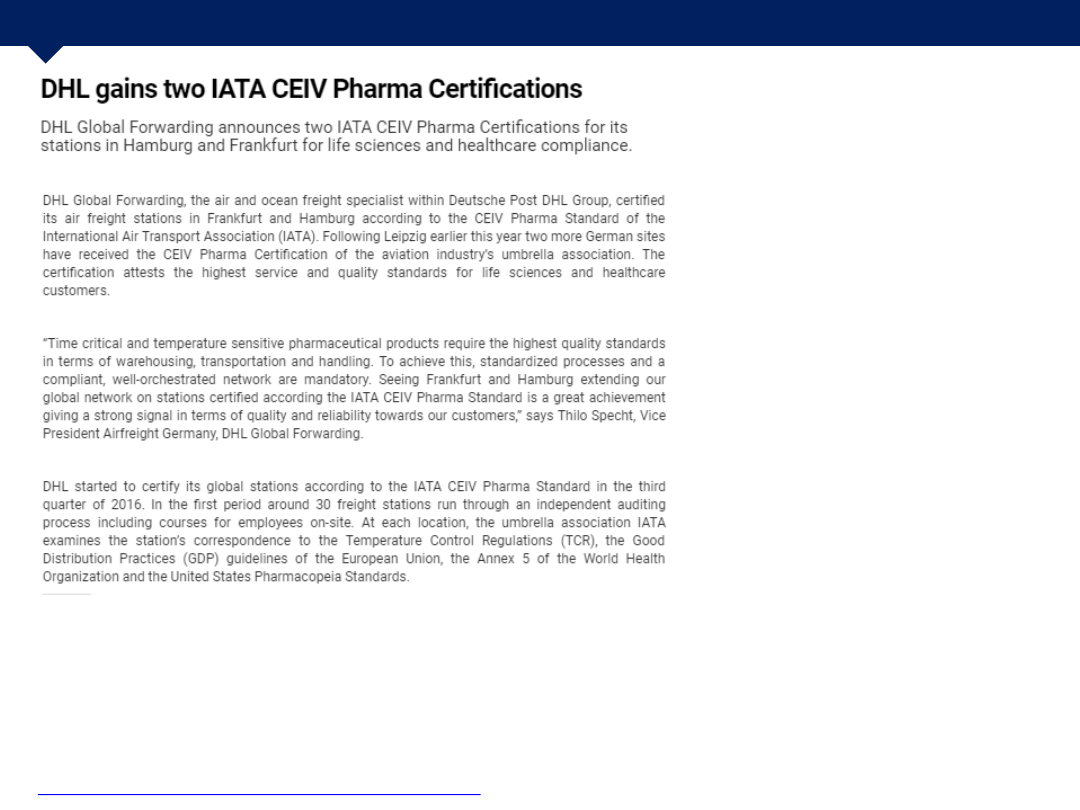 DHL gains two IATA CEIV Pharma Certifications
DHL Global Forwarding announces two IATA CEIV Pharma Certifications for its
stations in Hamburg and Frankfurt for life sciences and healthcare compliance.
DHL Global Forwarding, the air and ocean freight specialist within Deutsche Post DHL Group, certified
its air freight stations in Frankfurt and Hamburg according to the CEIV Pharma Standard of the
International Air Transport Association (IATA). Following Leipzig earlier this year two more German sites
have received the CEIV Pharma Certification of the aviation industry's umbrella association. The
certification attests the highest service and quality standards for life sciences and healthcare
customers.
“Time critical and temperature sensitive pharmaceutical products require the highest quality standards
in terms of warehousing, transportation and handling. To achieve this, standardized processes and a
compliant, well-orchestrated network are mandatory. Seeing Frankfurt and Hamburg extending our
global network on stations certified according the IATA CEIV Pharma Standard is a great achievement
giving a strong signal in terms of quality and reliability towards our customers,” says Thilo Specht, Vice
President Airfreight Germany, DHL Global Forwarding.
DHL started to certify its global stations according to the IATA CEIV Pharma Standard in the third
quarter of 2016. In the first period around 30 freight stations run through an independent auditing
process including courses for employees on-site. At each location, the umbrella association IATA
examines the station's correspondence to the Temperature Control Regulations (TCR), the Good
Distribution Practices (GDP) guidelines of the European Union, the Annex 5 of the World Health
Organization and the United States Pharmacopeia Standards.